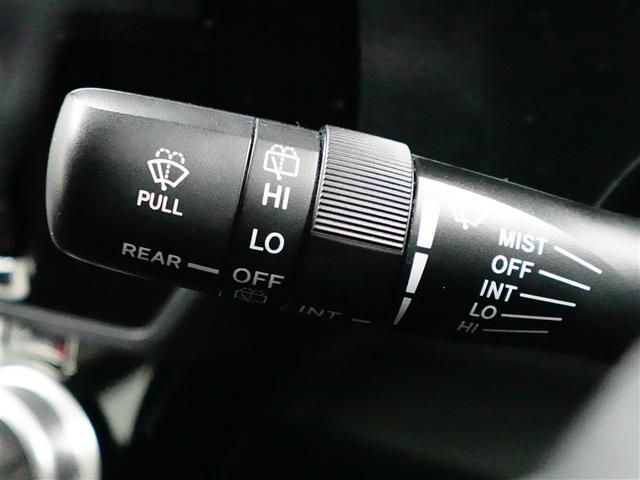 PULL
REAR
HI
LO
OFF
INT
MIST
OFF
INT
LO
HI